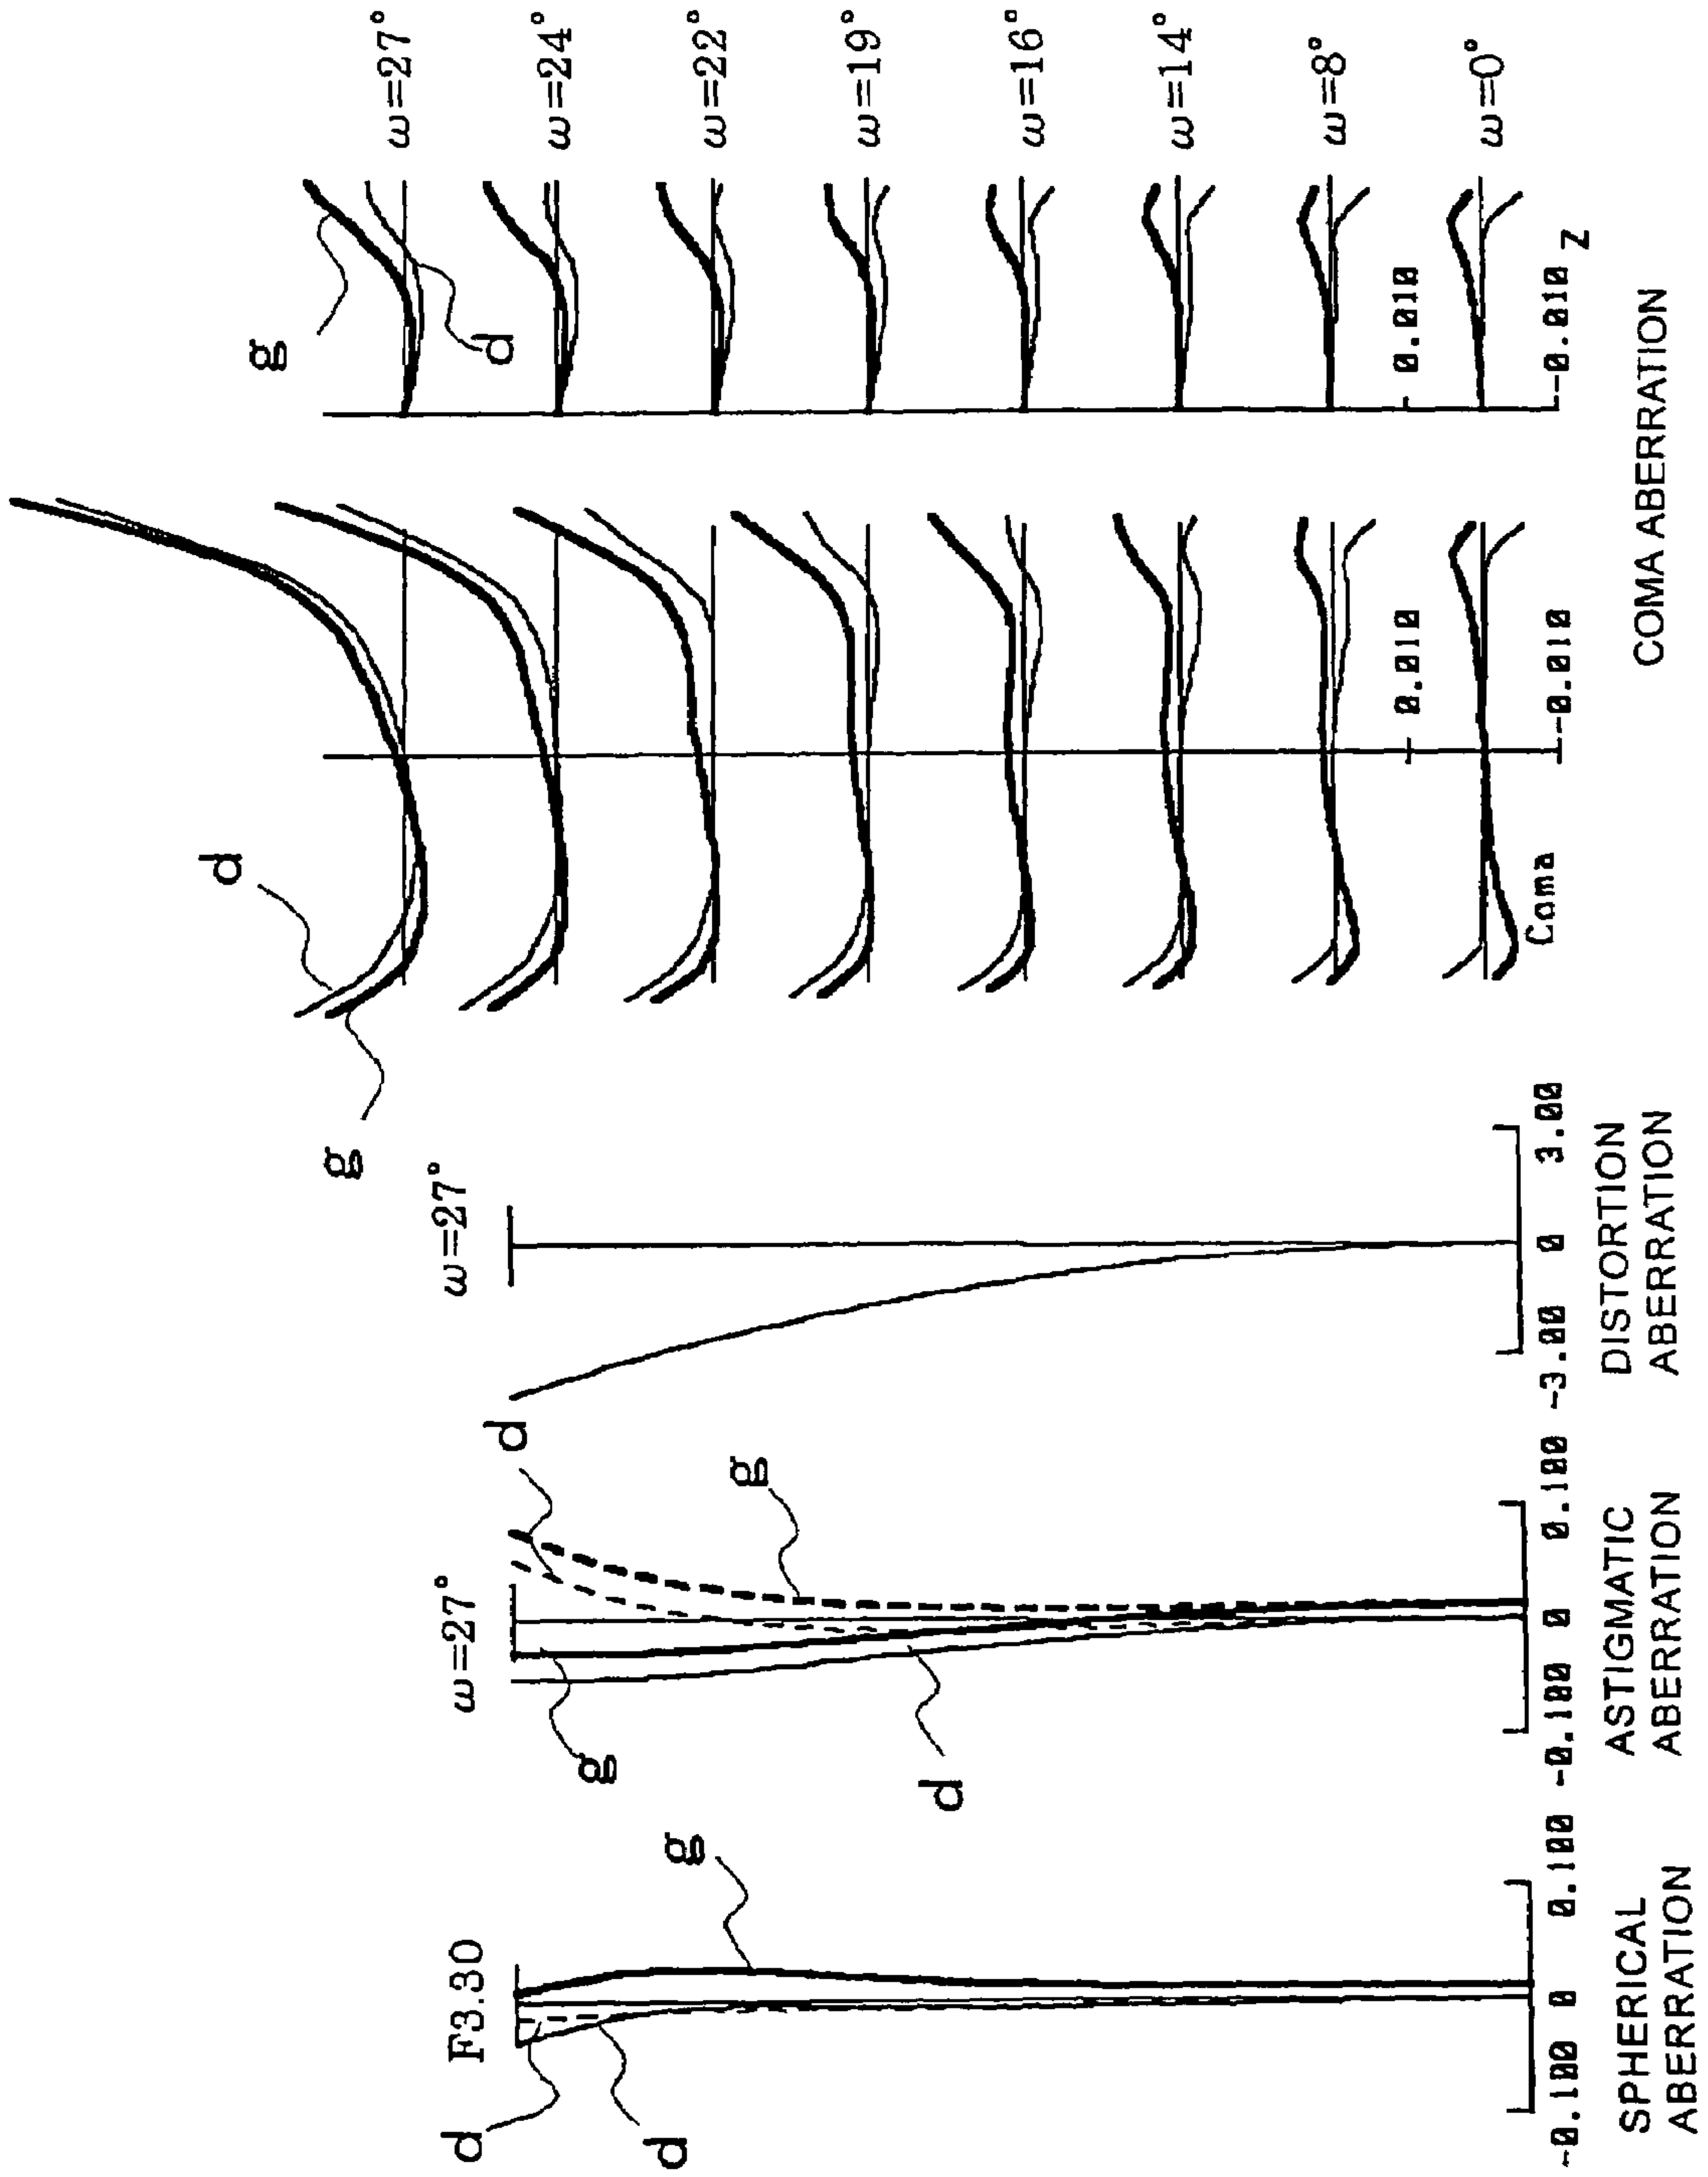 F3.30
d
d
g
-0.100 0 0.100
SPHERICAL
ABERRATION
ω=27°
g
d
d
g
-0.100 0 0.100
ASTIGMATIC
ABERRATION
ω=27°
-3.00 0 3.00
DISTORTION
ABERRATION
d
g
g
d
ω=27°
ω=24°
ω=22°
ω=19°
ω=16°
ω=14°
ω=8°
ω=0°
0.010
0.010
Coma
-0.010
-0.010
Z
COMA ABERRATION